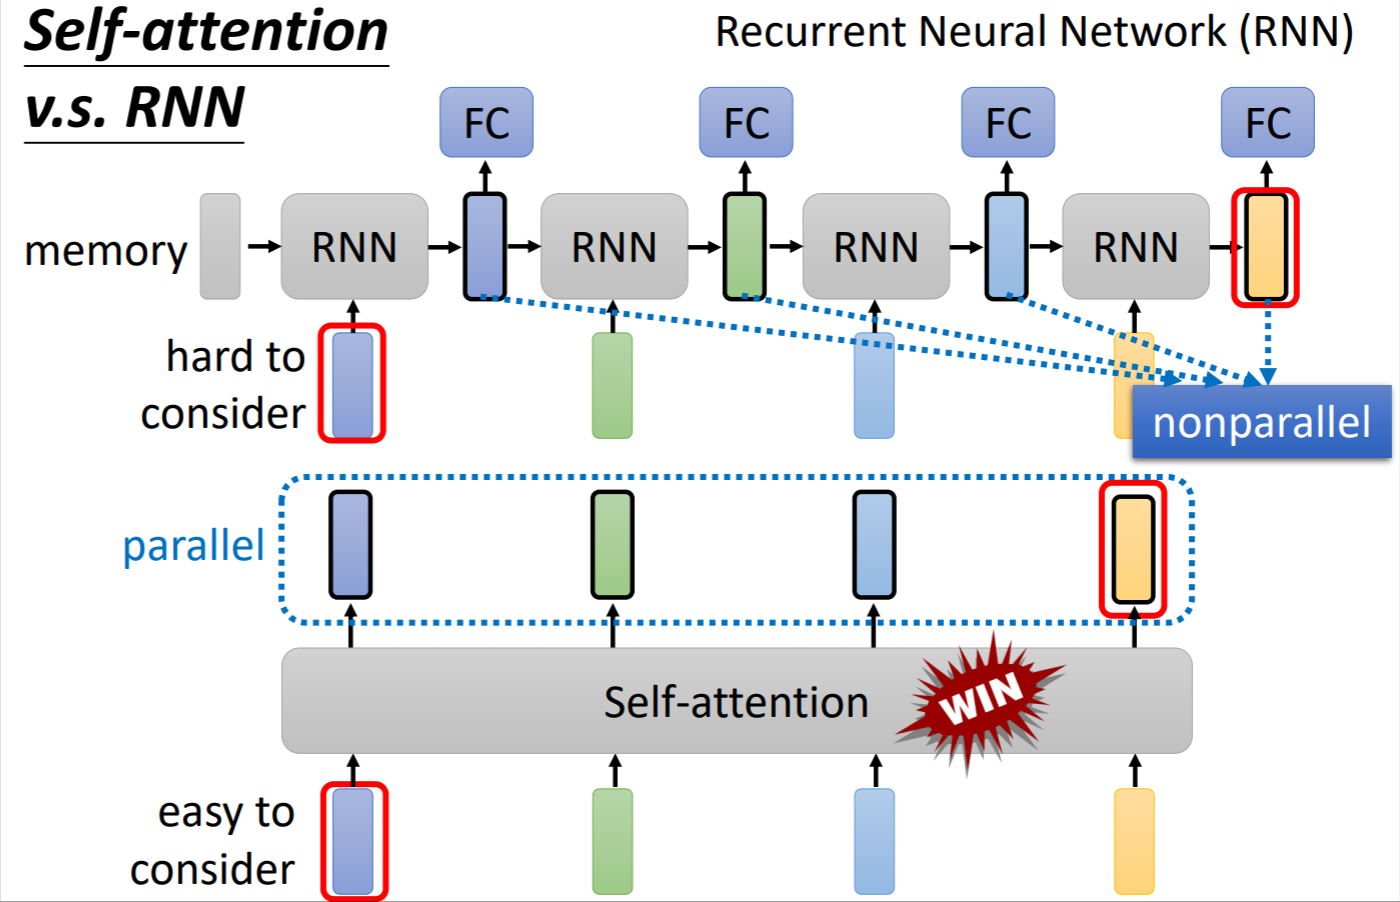 Self-attention
v.s. RNN
Recurrent Neural Network (RNN)
FC
FC
FC
FC
memory
RNN
RNN
RNN
RNN
hard to
consider
nonparallel
parallel
Self-attention
WIN
easy to
consider